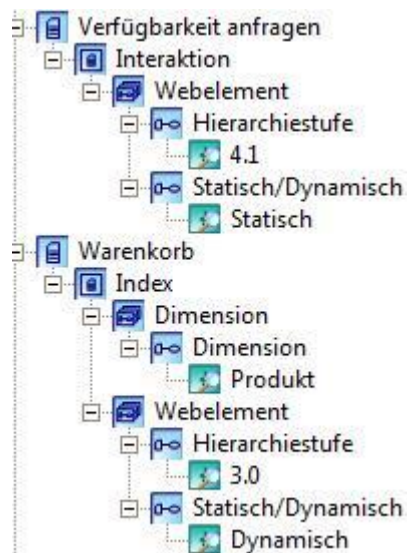 Verfügbarkeit anfragen
Interaktion
Webelement
Hierarchiestufe
4.1
Statisch/Dynamisch
Statisch
Warenkorb
Index
Dimension
Dimension
Produkt
Webelement
Hierarchiestufe
3.0
Statisch/Dynamisch
Dynamisch